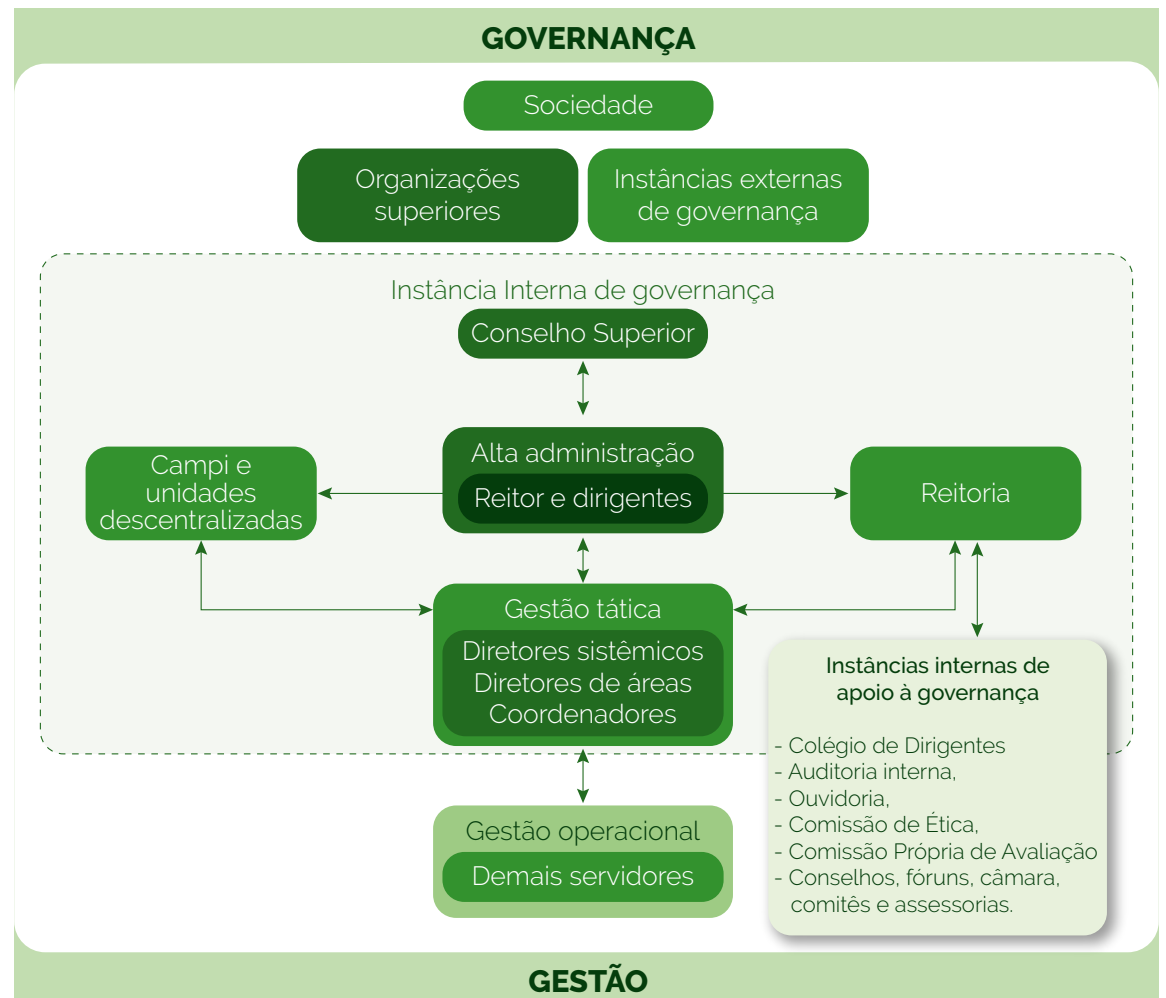 GOVERNANÇA
Sociedade
Organizações
superiores
Instâncias externas
de governança
Instância Interna de governança
Conselho Superior
Campi e
unidades
descentralizadas
Alta administração
Reitor e dirigentes
Reitoria
Gestão tática
Diretores sistêmicos
Diretores de áreas
Coordenadores
Instâncias internas de
apoio à governança
- Colégio de Dirigentes
- Auditoria interna,
- Ouvidoria,
- Comissão de Ética,
- Comissão Própria de Avaliação
- Conselhos, fóruns, câmara,
comitês e assessorias.
Gestão operacional
Demais servidores
GESTÃO